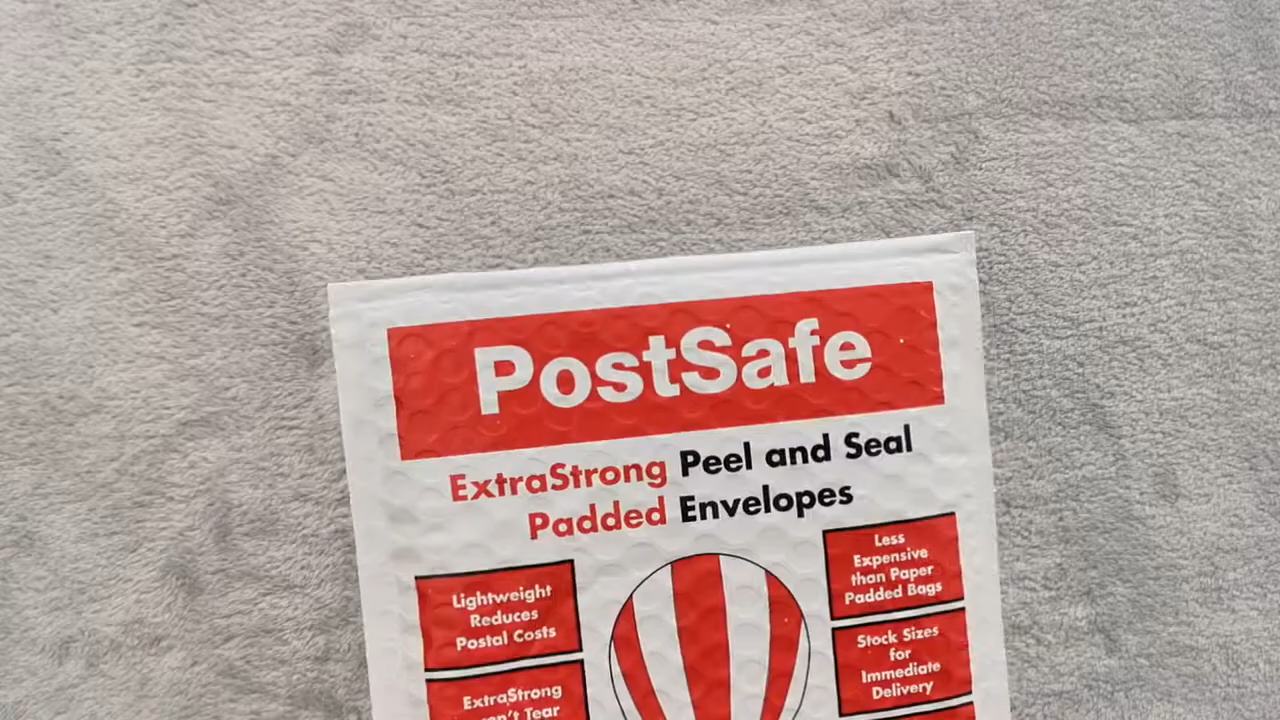 PostSafe
ExtraStrong Peel and Seal
Padded Envelopes
Lightweight
Reduces
Postal Costs
ExtraStrong
Tear
Less
Expensive
than Paper
Padded Bags
Stock Sizes
for
Immediate
Delivery